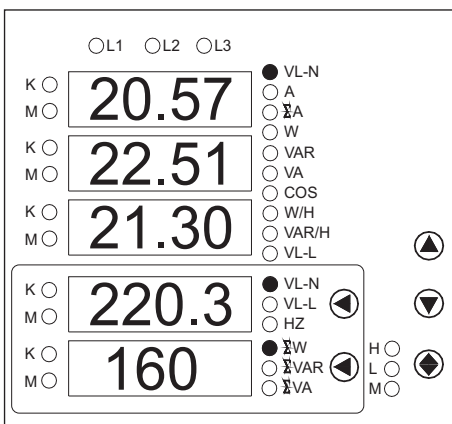 L1 L2 L3
K 20.57 VL-N
M A
ΣA
K 22.51 W
M VAR
VA
K 21.30 COS
M W/H
VAR/H
VL-L
K 220.3 VL-N
M VL-L
HZ
K 160 ΣW H
M ΣVAR L
ΣVA M